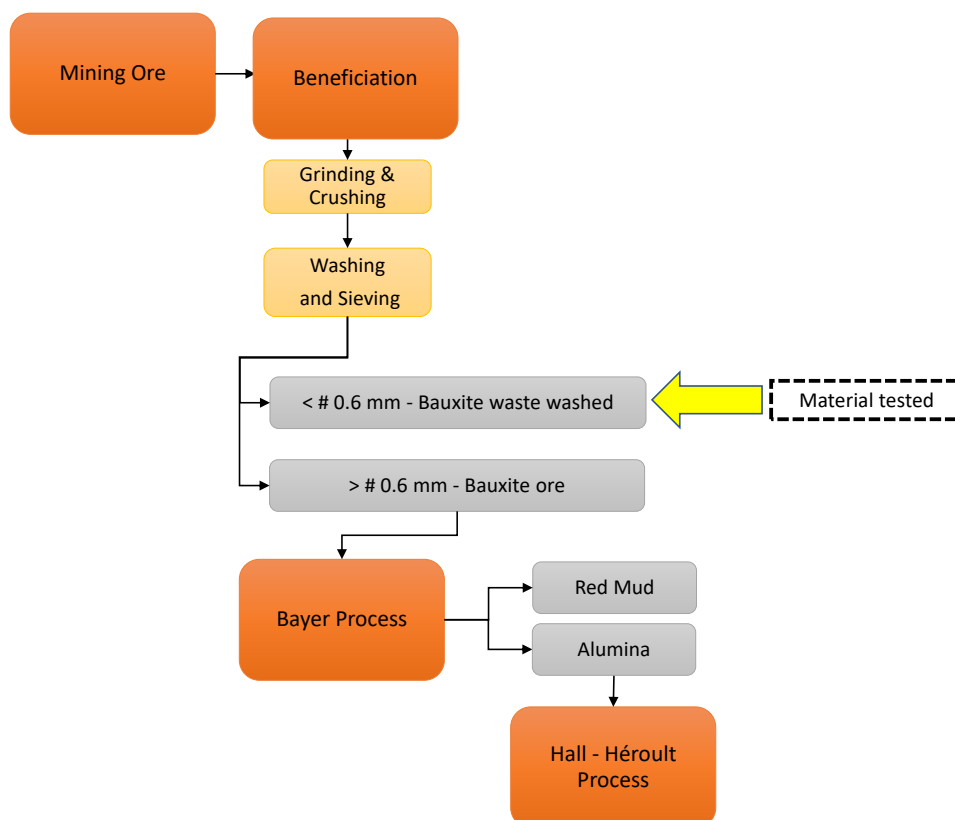 Mining Ore
Beneficiation
Grinding &
Crushing
Washing
and Sieving
< # 0.6 mm - Bauxite waste washed
Material tested
> # 0.6 mm - Bauxite ore
Bayer Process
Red Mud
Alumina
Hall - Héroult
Process